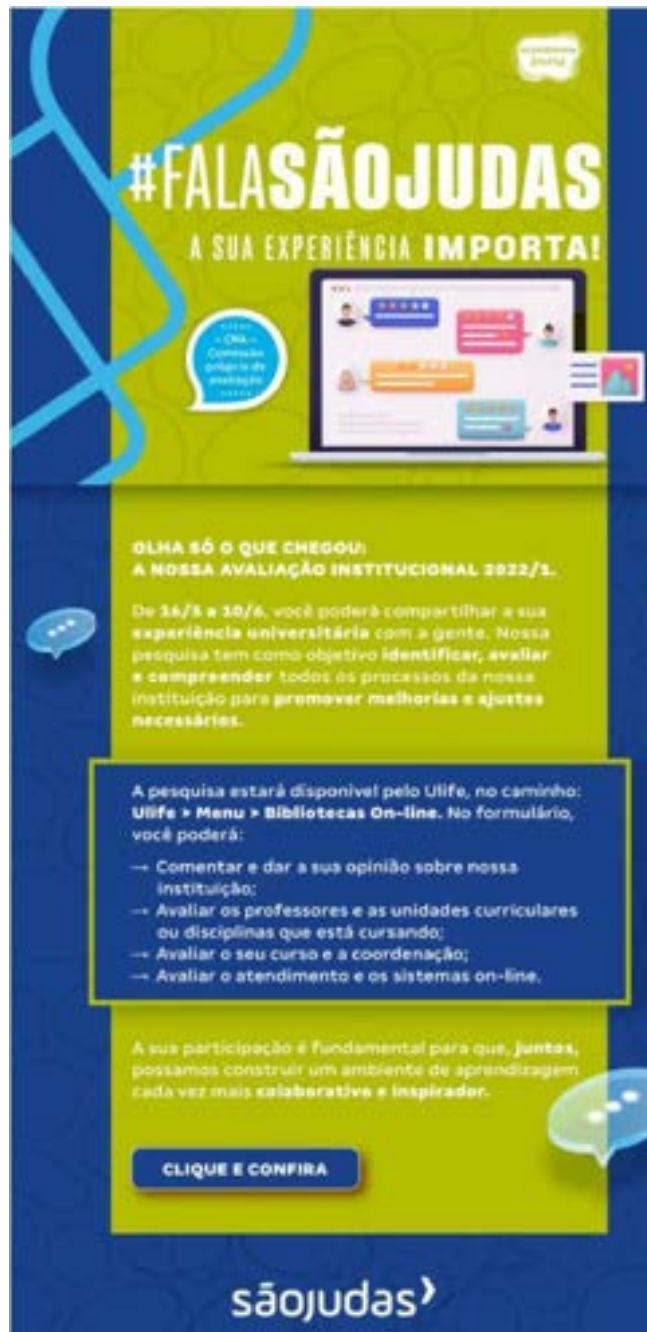 #FALASÃOJUDAS
A SUA EXPERIÊNCIA IMPORTA!
Comissão
própria de
avaliação
OLHA SÓ O QUE CHEGOU:
A NOSSA AVALIAÇÃO INSTITUCIONAL 2022/1.
De 16/5 a 10/6, você poderá compartilhar a sua
experiência universitária com a gente. Nossa
pesquisa tem como objetivo identificar, avaliar
e compreender todos os processos da nossa
instituição para promover melhorias e ajustes
necessários.
A pesquisa estará disponível pelo Ulife, no caminho:
Ulife > Menu > Bibliotecas On-line. No formulário,
você poderá:
→ Comentar e dar a sua opinião sobre nossa
instituição;
→ Avaliar os professores e as unidades curriculares
ou disciplinas que está cursando;
→ Avaliar o seu curso e a coordenação;
→ Avaliar o atendimento e os sistemas on-line.
A sua participação é fundamental para que, juntos,
possamos construir um ambiente de aprendizagem
cada vez mais colaborativo e inspirador.
CLIQUE E CONFIRA
sãojudas